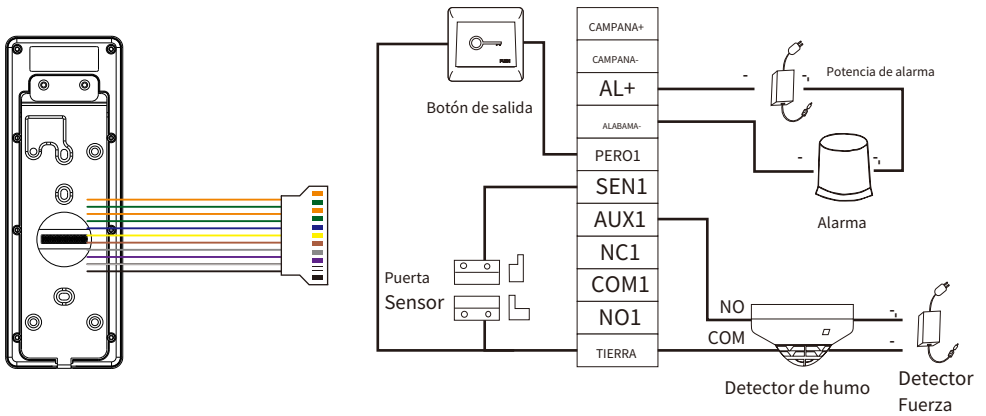 CAMPANA+
CAMPANA-
AL+
ALABAMA-
PERO1
SEN1
AUX1
NC1
COM1
NO1
TIERRA
Botón de salida
Potencia de alarma
Alarma
Puerta
Sensor
NO
COM
Detector de humo
Detector
Fuerza